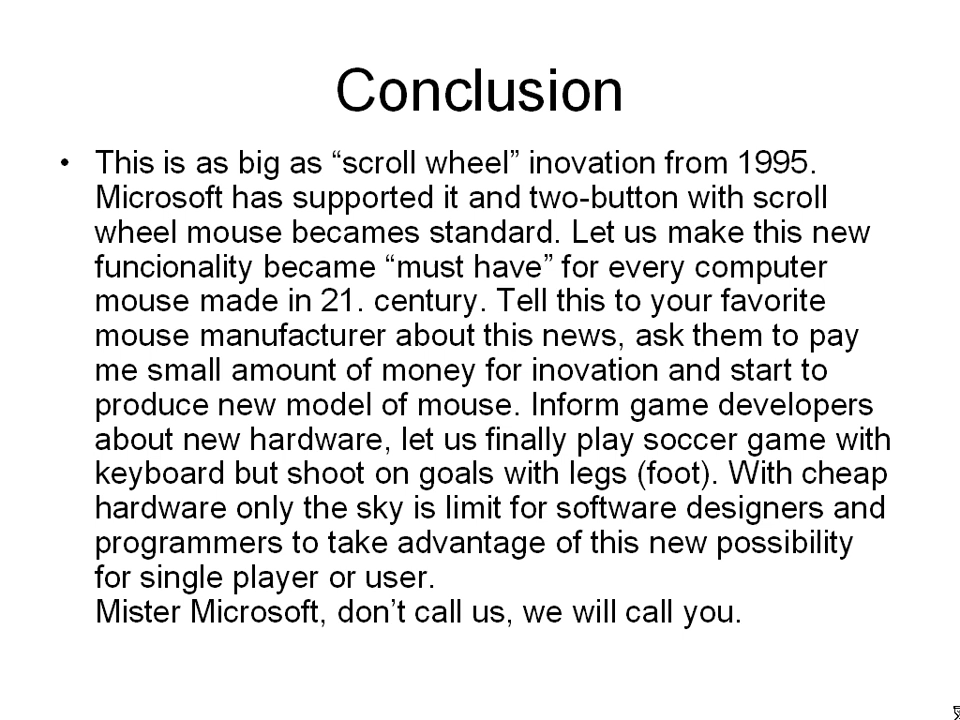 Conclusion
• This is as big as “scroll wheel” inovation from 1995.
Microsoft has supported it and two-button with scroll
wheel mouse becames standard. Let us make this new
funcionality became “must have” for every computer
mouse made in 21. century. Tell this to your favorite
mouse manufacturer about this news, ask them to pay
me small amount of money for inovation and start to
produce new model of mouse. Inform game developers
about new hardware, let us finally play soccer game with
keyboard but shoot on goals with legs (foot). With cheap
hardware only the sky is limit for software designers and
programmers to take advantage of this new possibility
for single player or user.
Mister Microsoft, don’t call us, we will call you.